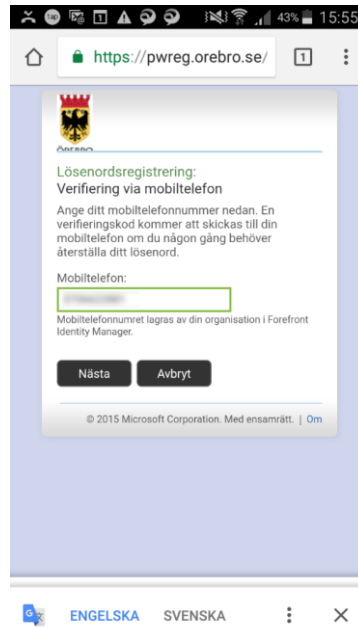 43% 15:55
https://pwreg.orebro.se/ 1
ÖREBRO
Lösenordsregistrering:
Verifiering via mobiltelefon
Ange ditt mobiltelefonnummer nedan. En
verifieringskod kommer att skickas till din
mobiltelefon om du någon gång behöver
återställa ditt lösenord.
Mobiltelefon:
Mobiltelefonnumret lagras av din organisation i Forefront
Identity Manager.
Nästa Avbryt
© 2015 Microsoft Corporation. Med ensamrätt. | Om
ENGELSKA SVENSKA